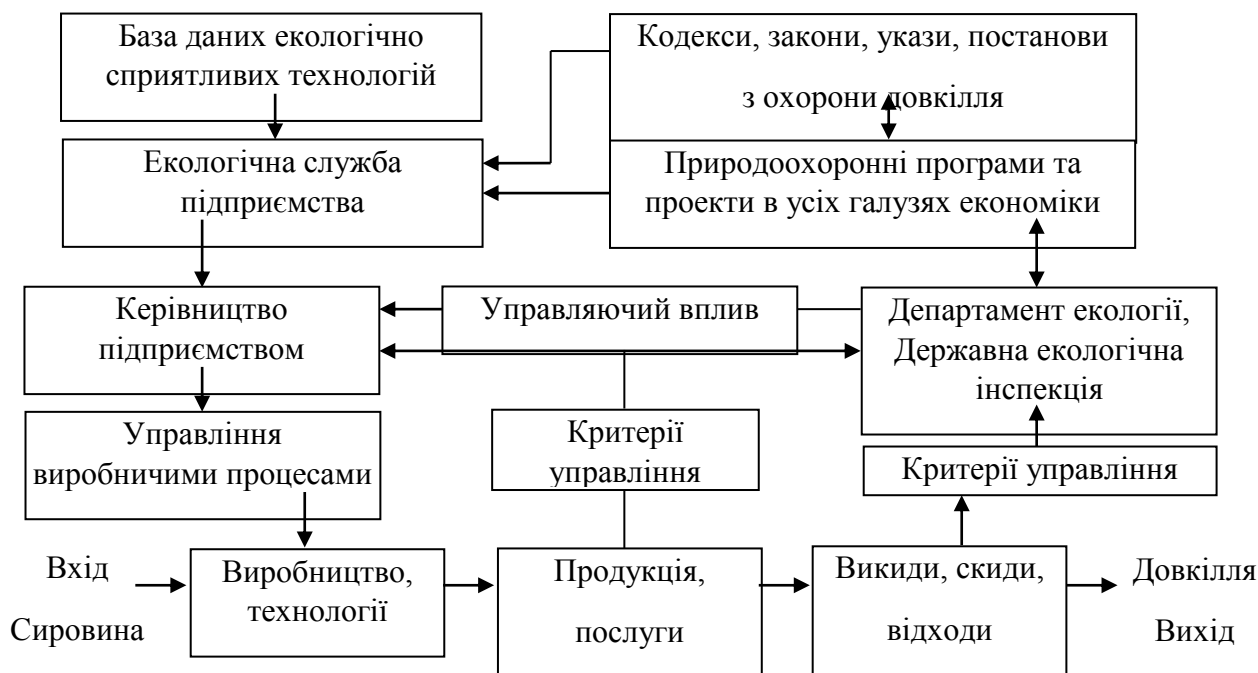 База даних екологічно
сприятливих технологій
Кодекси, закони, укази, постанови
з охорони довкілля
Екологічна служба
підприємства
Природоохоронні програми та
проекти в усіх галузях економіки
Керівництво
підприємством
Управляючий вплив
Департамент екології,
Державна екологічна
інспекція
Управління
виробничими процесами
Критерії
управління
Критерії управління
Вхід
Сировина
Виробництво,
технології
Продукція,
послуги
Викиди, скиди,
відходи
Довкілля
Вихід